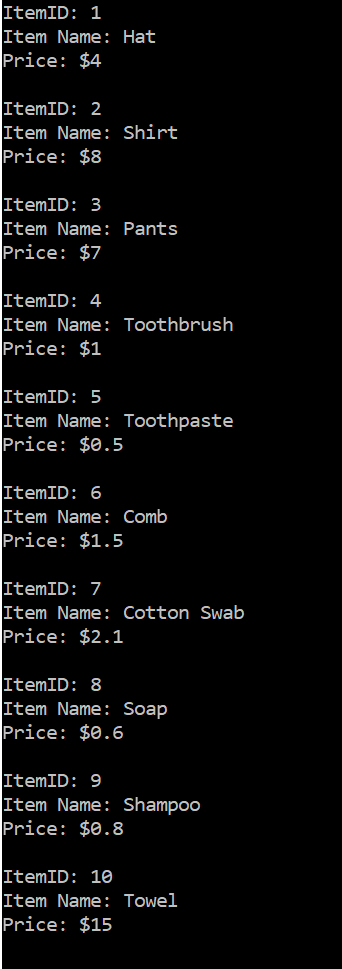 ItemID: 1
Item Name: Hat
Price: $4
ItemID: 2
Item Name: Shirt
Price: $8
ItemID: 3
Item Name: Pants
Price: $7
ItemID: 4
Item Name: Toothbrush
Price: $1
ItemID: 5
Item Name: Toothpaste
Price: $0.5
ItemID: 6
Item Name: Comb
Price: $1.5
ItemID: 7
Item Name: Cotton Swab
Price: $2.1
ItemID: 8
Item Name: Soap
Price: $0.6
ItemID: 9
Item Name: Shampoo
Price: $0.8
ItemID: 10
Item Name: Towel
Price: $15